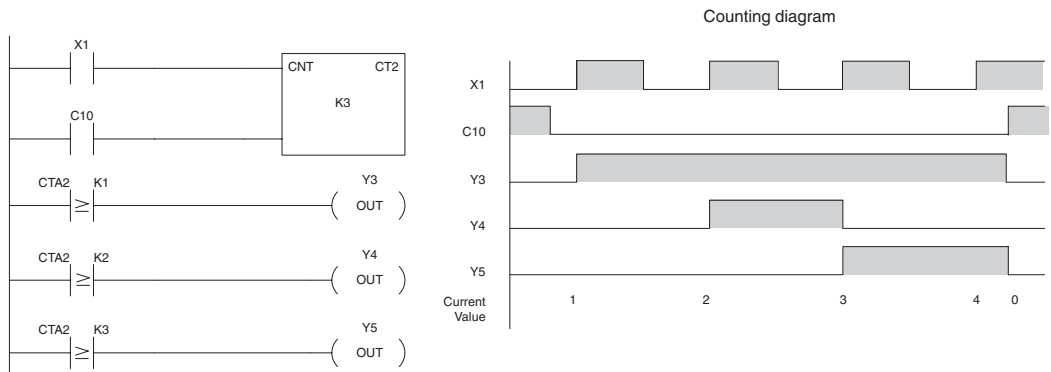 Counting diagram
X1
CNT CT2
K3
C10
CTA2 ≥ K1
Y3
OUT
CTA2 ≥ K2
Y4
OUT
CTA2 ≥ K3
Y5
OUT
X1
C10
Y3
Y4
Y5
Current
Value
1 2 3 4 0